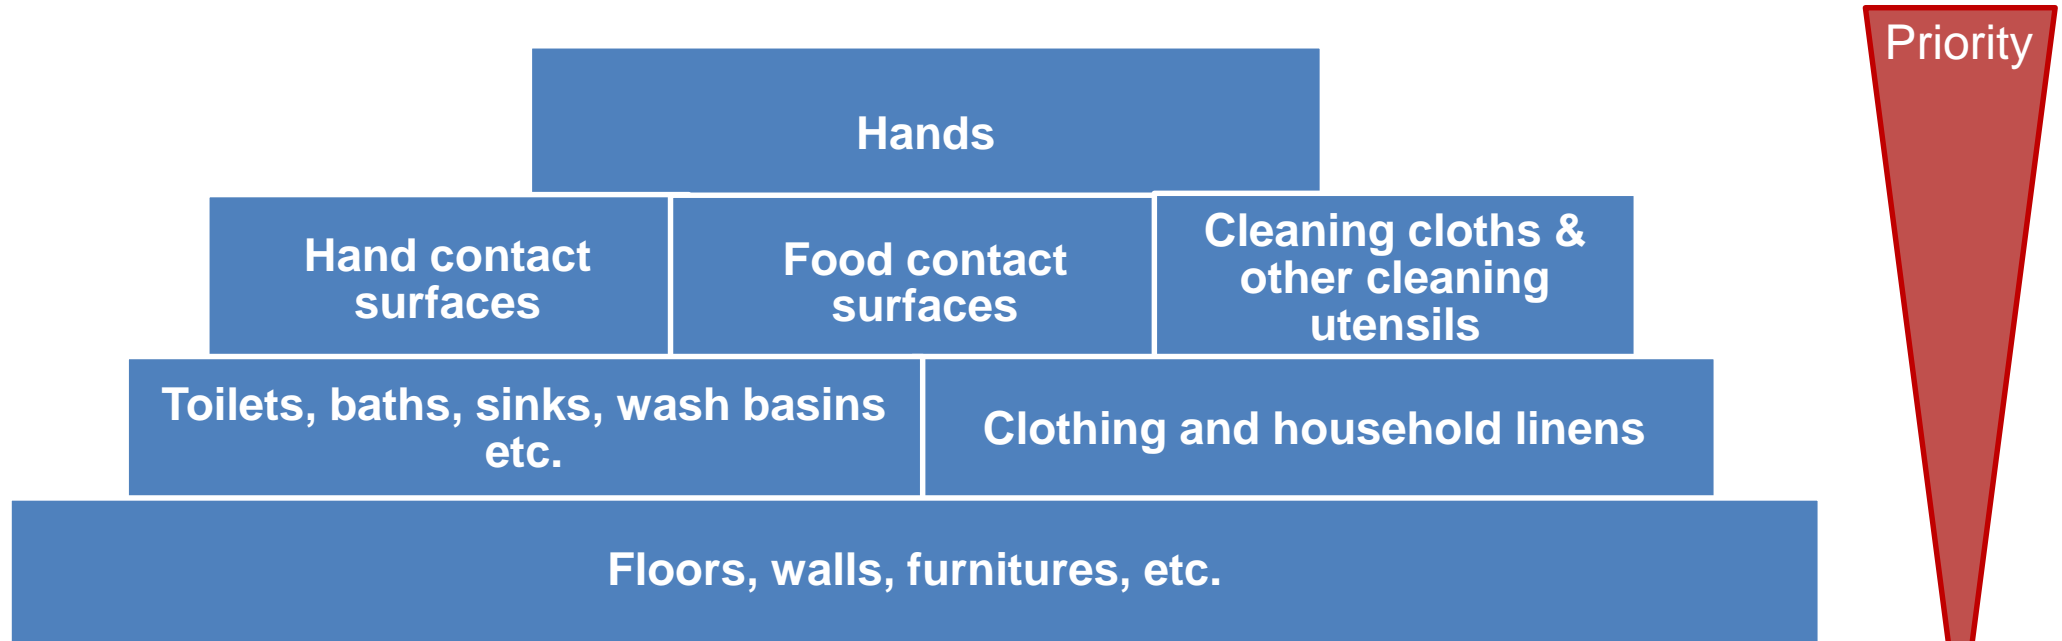 Priority
Hands
Hand contact
surfaces
Food contact
surfaces
Cleaning cloths &
other cleaning
utensils
Toilets, baths, sinks, wash basins
etc.
Clothing and household linens
Floors, walls, furnitures, etc.